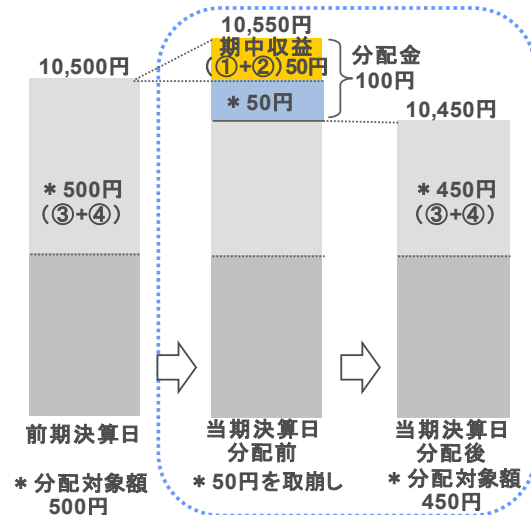 10,550円
期中収益
(①+②)50円
分配金
100円
10,500円
＊50円
10,450円
＊500円
(③+④)
＊450円
(③+④)
前期決算日
当期決算日
分配前
当期決算日
分配後
＊分配対象額
500円
＊50円を取崩し
＊分配対象額
450円